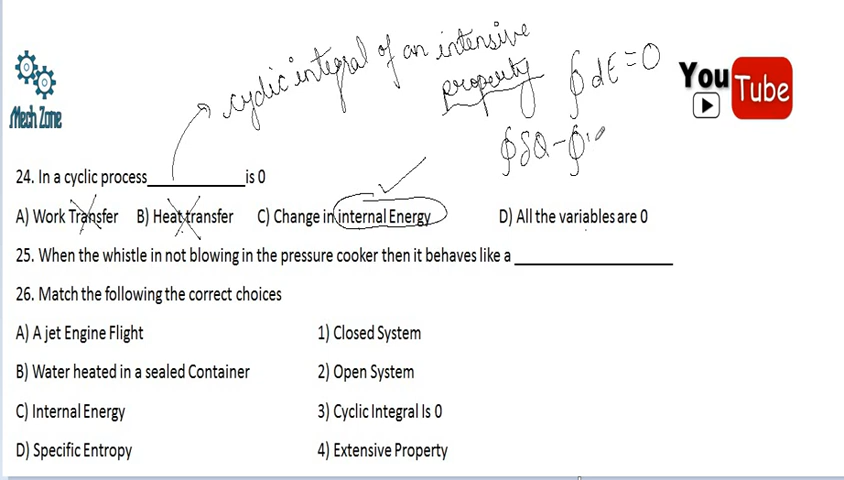 cyclic integral of an intensive
property ∮dE=0
YouTube
Mech Zone
∮δQ-∮
24. In a cyclic process____________is 0
A) Work Transfer B) Heat transfer C) Change in internal Energy D) All the variables are 0
25. When the whistle in not blowing in the pressure cooker then it behaves like a ____________________
26. Match the following the correct choices
A) A jet Engine Flight 1) Closed System
B) Water heated in a sealed Container 2) Open System
C) Internal Energy 3) Cyclic Integral Is 0
D) Specific Entropy 4) Extensive Property